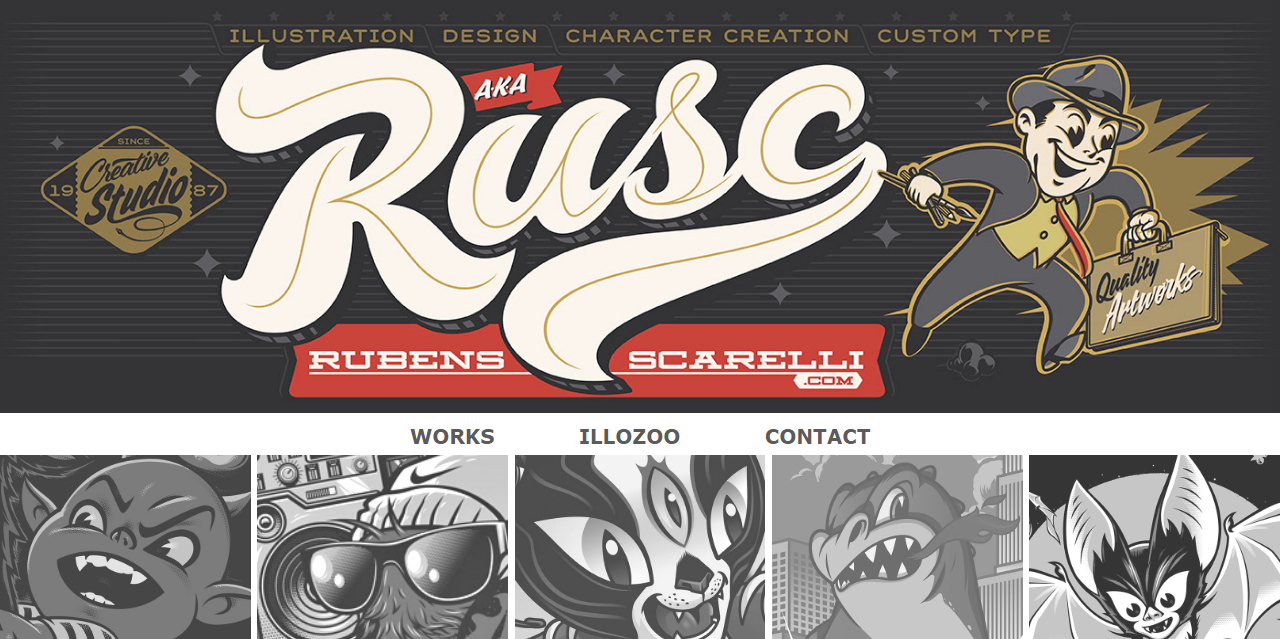 ILLUSTRATION DESIGN CHARACTER CREATION CUSTOM TYPE
AKA
Rusc
SINCE
Creative
19 Studio 87
Quality
Artworks
RUBENS SCARELLI
.COM
WORKS ILLOZOO CONTACT